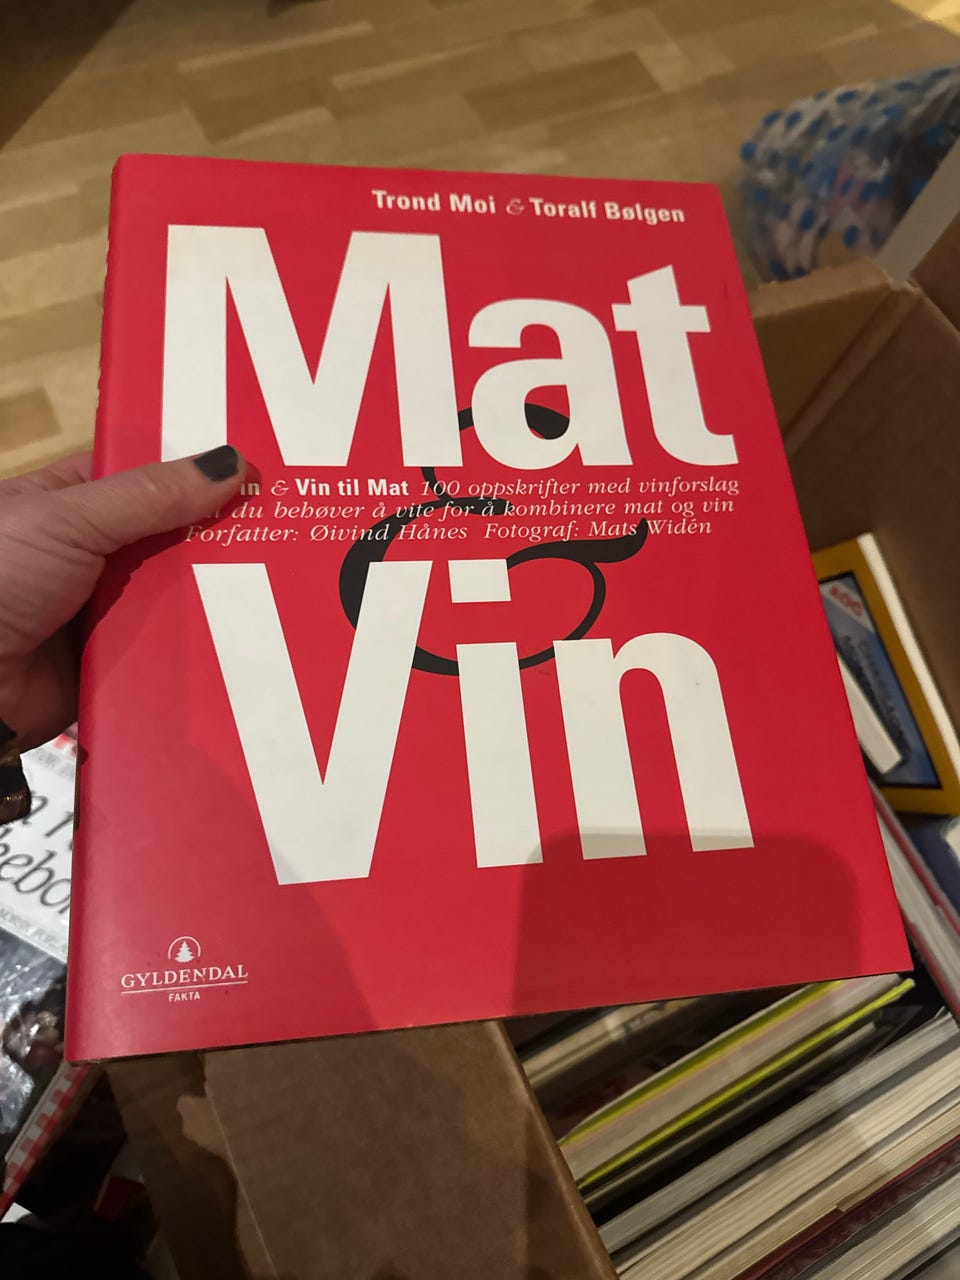 Trond Moi & Toralf Bølgen
Mat
&
in & Vin til Mat 100 oppskrifter med vinforslag
du behøver å vite for å kombinere mat og vin
Forfatter: Øivind Hånes Fotograf: Mats Widén
Vin
GYLDENDAL
FAKTA